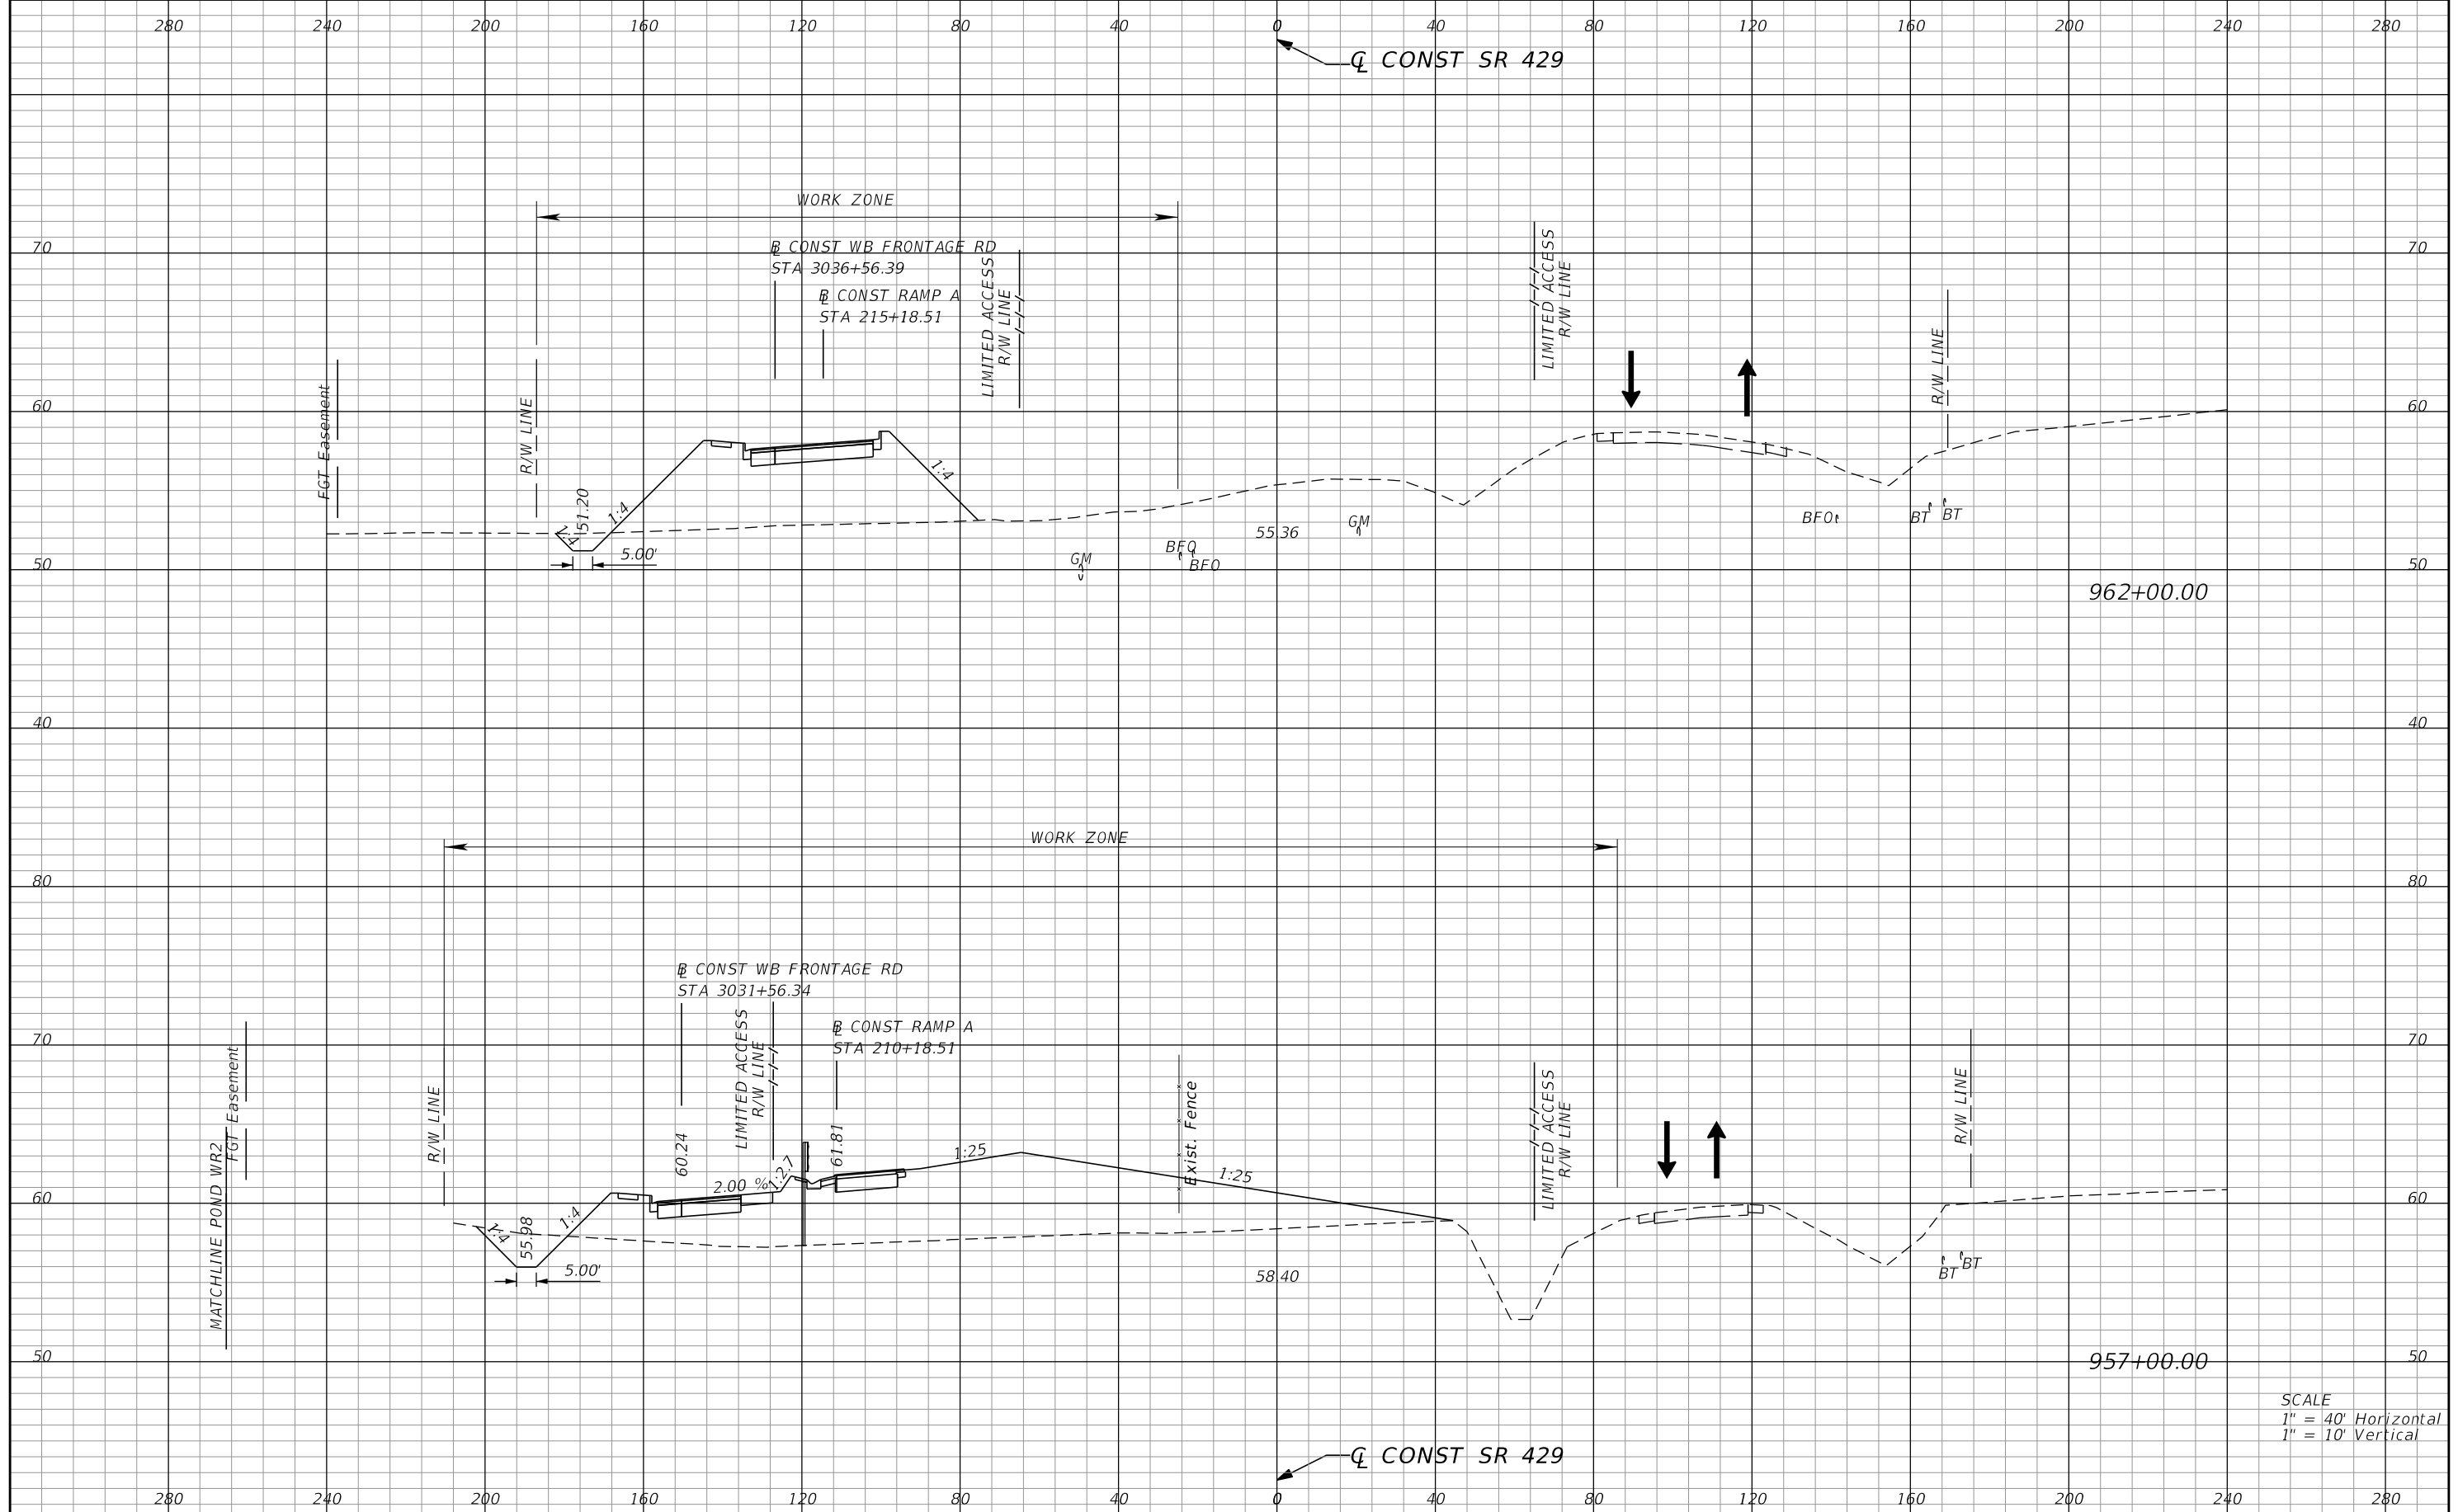 280 240 200 160 120 80 40 0 40 80 120 160 200 240 280
℄ CONST SR 429
WORK ZONE
70 70
℄ CONST WB FRONTAGE RD
STA 3036+56.39
℄ CONST RAMP A
STA 215+18.51
LIMITED ACCESS
R/W LINE
LIMITED ACCESS
R/W LINE
R/W LINE
60 60
FGT Easement
R/W LINE
1:4
51.20
1:4
1:4
5.00'
GM
BFO
BFO
55.36
GM
BFO
BT
BT
50 50
962+00.00
40 40
WORK ZONE
80 80
℄ CONST WB FRONTAGE RD
STA 3031+56.34
℄ CONST RAMP A
STA 210+18.51
70 70
MATCHLINE POND WR2
FGT Easement
R/W LINE
LIMITED ACCESS
R/W LINE
60.24
61.81
Exist. Fence
LIMITED ACCESS
R/W LINE
R/W LINE
60 60
1:4
55.98
1:4
5.00'
2.00 %
1:2.7
1:25
1:25
58.40
BT
BT
50 50
957+00.00
SCALE
1" = 40' Horizontal
1" = 10' Vertical
℄ CONST SR 429
280 240 200 160 120 80 40 0 40 80 120 160 200 240 280